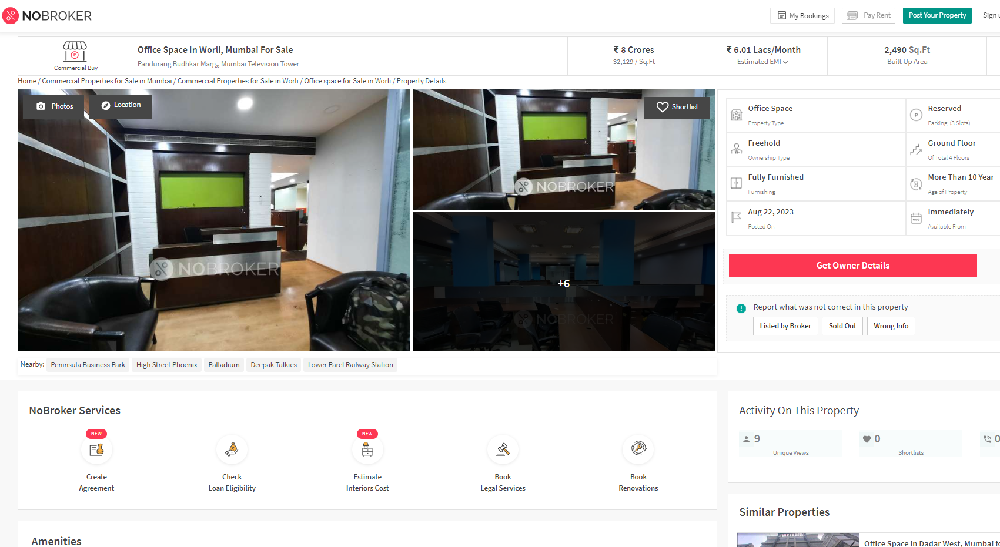 NOBROKER
My Bookings
Pay Rent
Post Your Property
Sign
Commercial Buy
Office Space In Worli, Mumbai For Sale
Pandurang Budhkar Marg,, Mumbai Television Tower
₹ 8 Crores
32,129 / Sq.Ft
₹ 6.01 Lacs/Month
Estimated EMI
2,490 Sq.Ft
Built Up Area
Home / Commercial Properties for Sale in Mumbai / Commercial Properties for Sale in Worli / Office space for Sale in Worli / Property Details
Photos
Location
Shortlist
NOBROKER
NOBROKER
+6
NOBROKER
Office Space
Property Type
Reserved
Parking (3 Slots)
Freehold
Ownership Type
Ground Floor
Of Total 4 Floors
Fully Furnished
Furnishing
More Than 10 Year
Age of Property
Aug 22, 2023
Posted On
Immediately
Available From
Get Owner Details
Report what was not correct in this property
Listed by Broker
Sold Out
Wrong Info
Nearby:
Peninsula Business Park
High Street Phoenix
Palladium
Deepak Talkies
Lower Parel Railway Station
NoBroker Services
NEW
Create
Agreement
Check
Loan Eligibility
NEW
Estimate
Interiors Cost
Book
Legal Services
Book
Renovations
Activity On This Property
9
Unique Views
0
Shortlists
0
Similar Properties
Office Space in Dadar West, Mumbai
Amenities